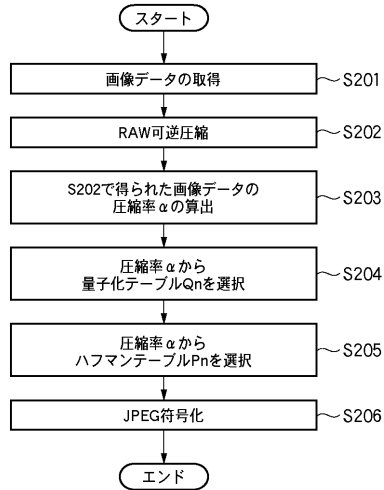 スタート
画像データの取得
S201
RAW可逆圧縮
S202
S202で得られた画像データの
圧縮率αの算出
S203
圧縮率αから
量子化テーブルQnを選択
S204
圧縮率αから
ハフマンテーブルPnを選択
S205
JPEG符号化
S206
エンド